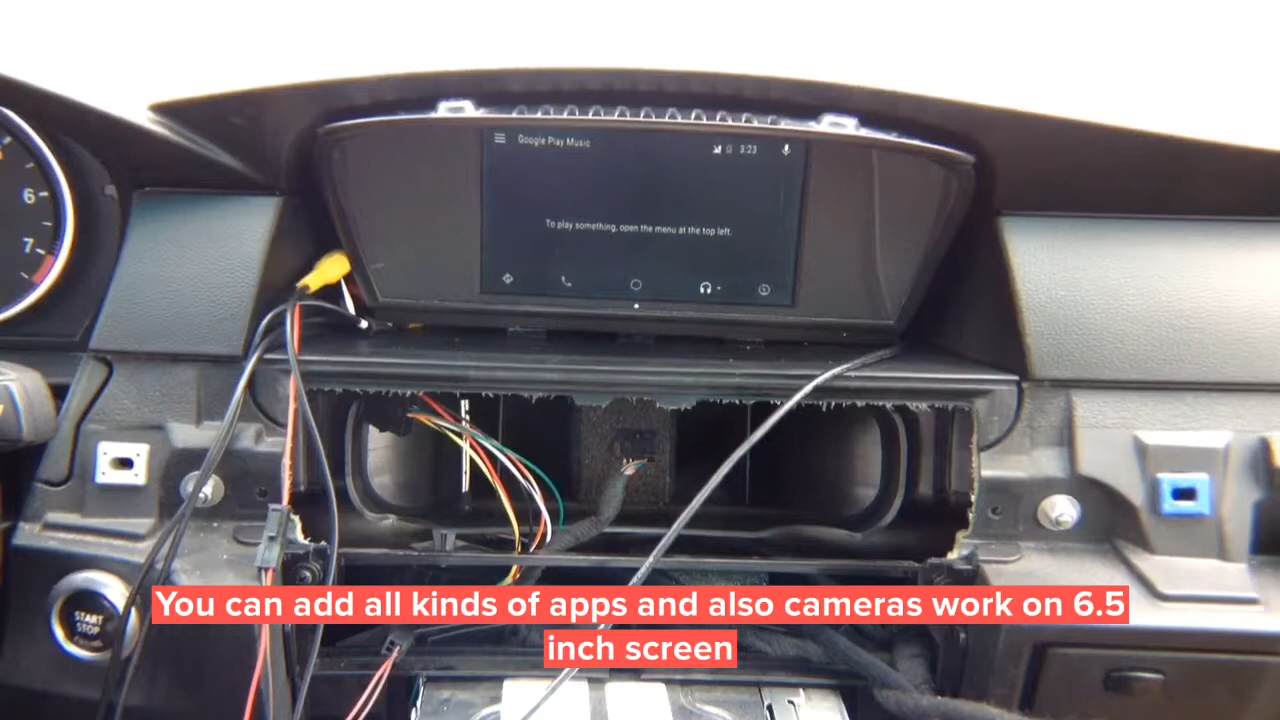 6
7
Google Play Music
3:23
To play something, open the menu at the top left.
START
STOP
You can add all kinds of apps and also cameras work on 6.5
inch screen